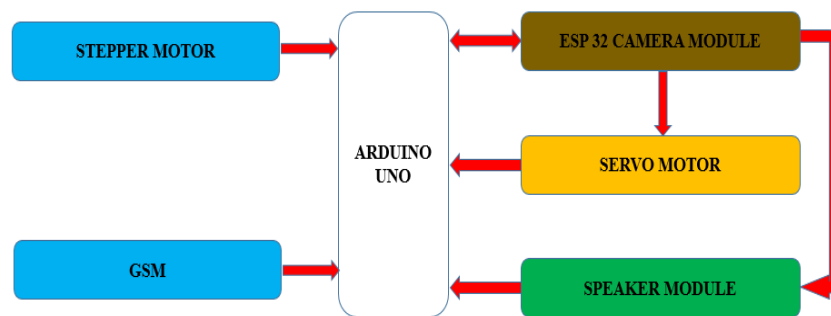 STEPPER MOTOR
ESP 32 CAMERA MODULE
ARDUINO
UNO
SERVO MOTOR
GSM
SPEAKER MODULE